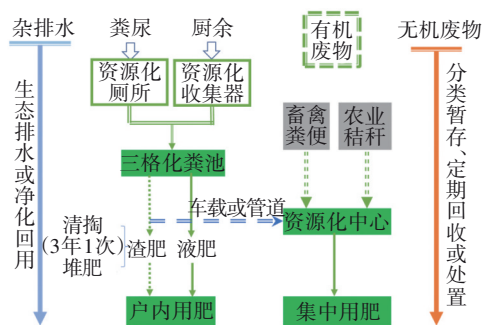 杂排水
粪尿
厨余
有机
废物
无机废物
资源化
厕所
资源化
收集器
畜禽
粪便
农业
秸秆
生态排水或净化回用
分类暂存、定期回收或处置
三格化粪池
车载或管道
资源化中心
清掏
(3年1次)
堆肥
渣肥
液肥
户内用肥
集中用肥